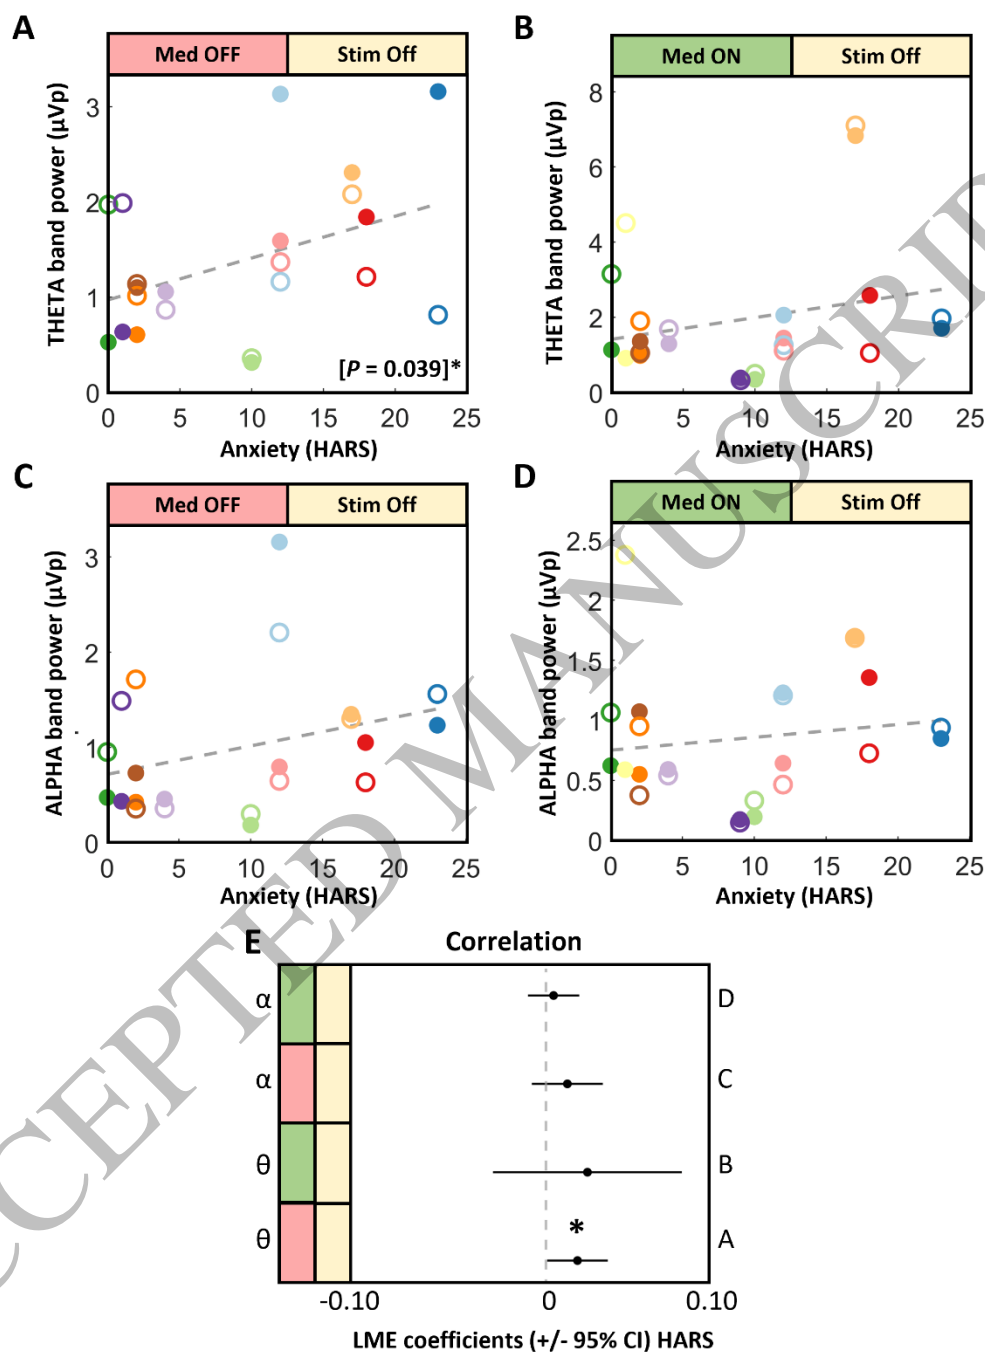 A
Med OFF Stim Off
THETA band power (µVp)
3
2
1
0
[P = 0.039]*
0 5 10 15 20 25
Anxiety (HARS)
B
Med ON Stim Off
THETA band power (µVp)
8
6
4
2
0
0 5 10 15 20 25
Anxiety (HARS)
C
Med OFF Stim Off
ALPHA band power (µVp)
3
2
1
0
0 5 10 15 20 25
Anxiety (HARS)
D
Med ON Stim Off
ALPHA band power (µVp)
2.5
2
1.5
1
0.5
0
0 5 10 15 20 25
Anxiety (HARS)
E
Correlation
α D
α C
θ B
*
θ A
-0.10 0 0.10
LME coefficients (+/- 95% CI) HARS
CCEPTED MANUSCRIP